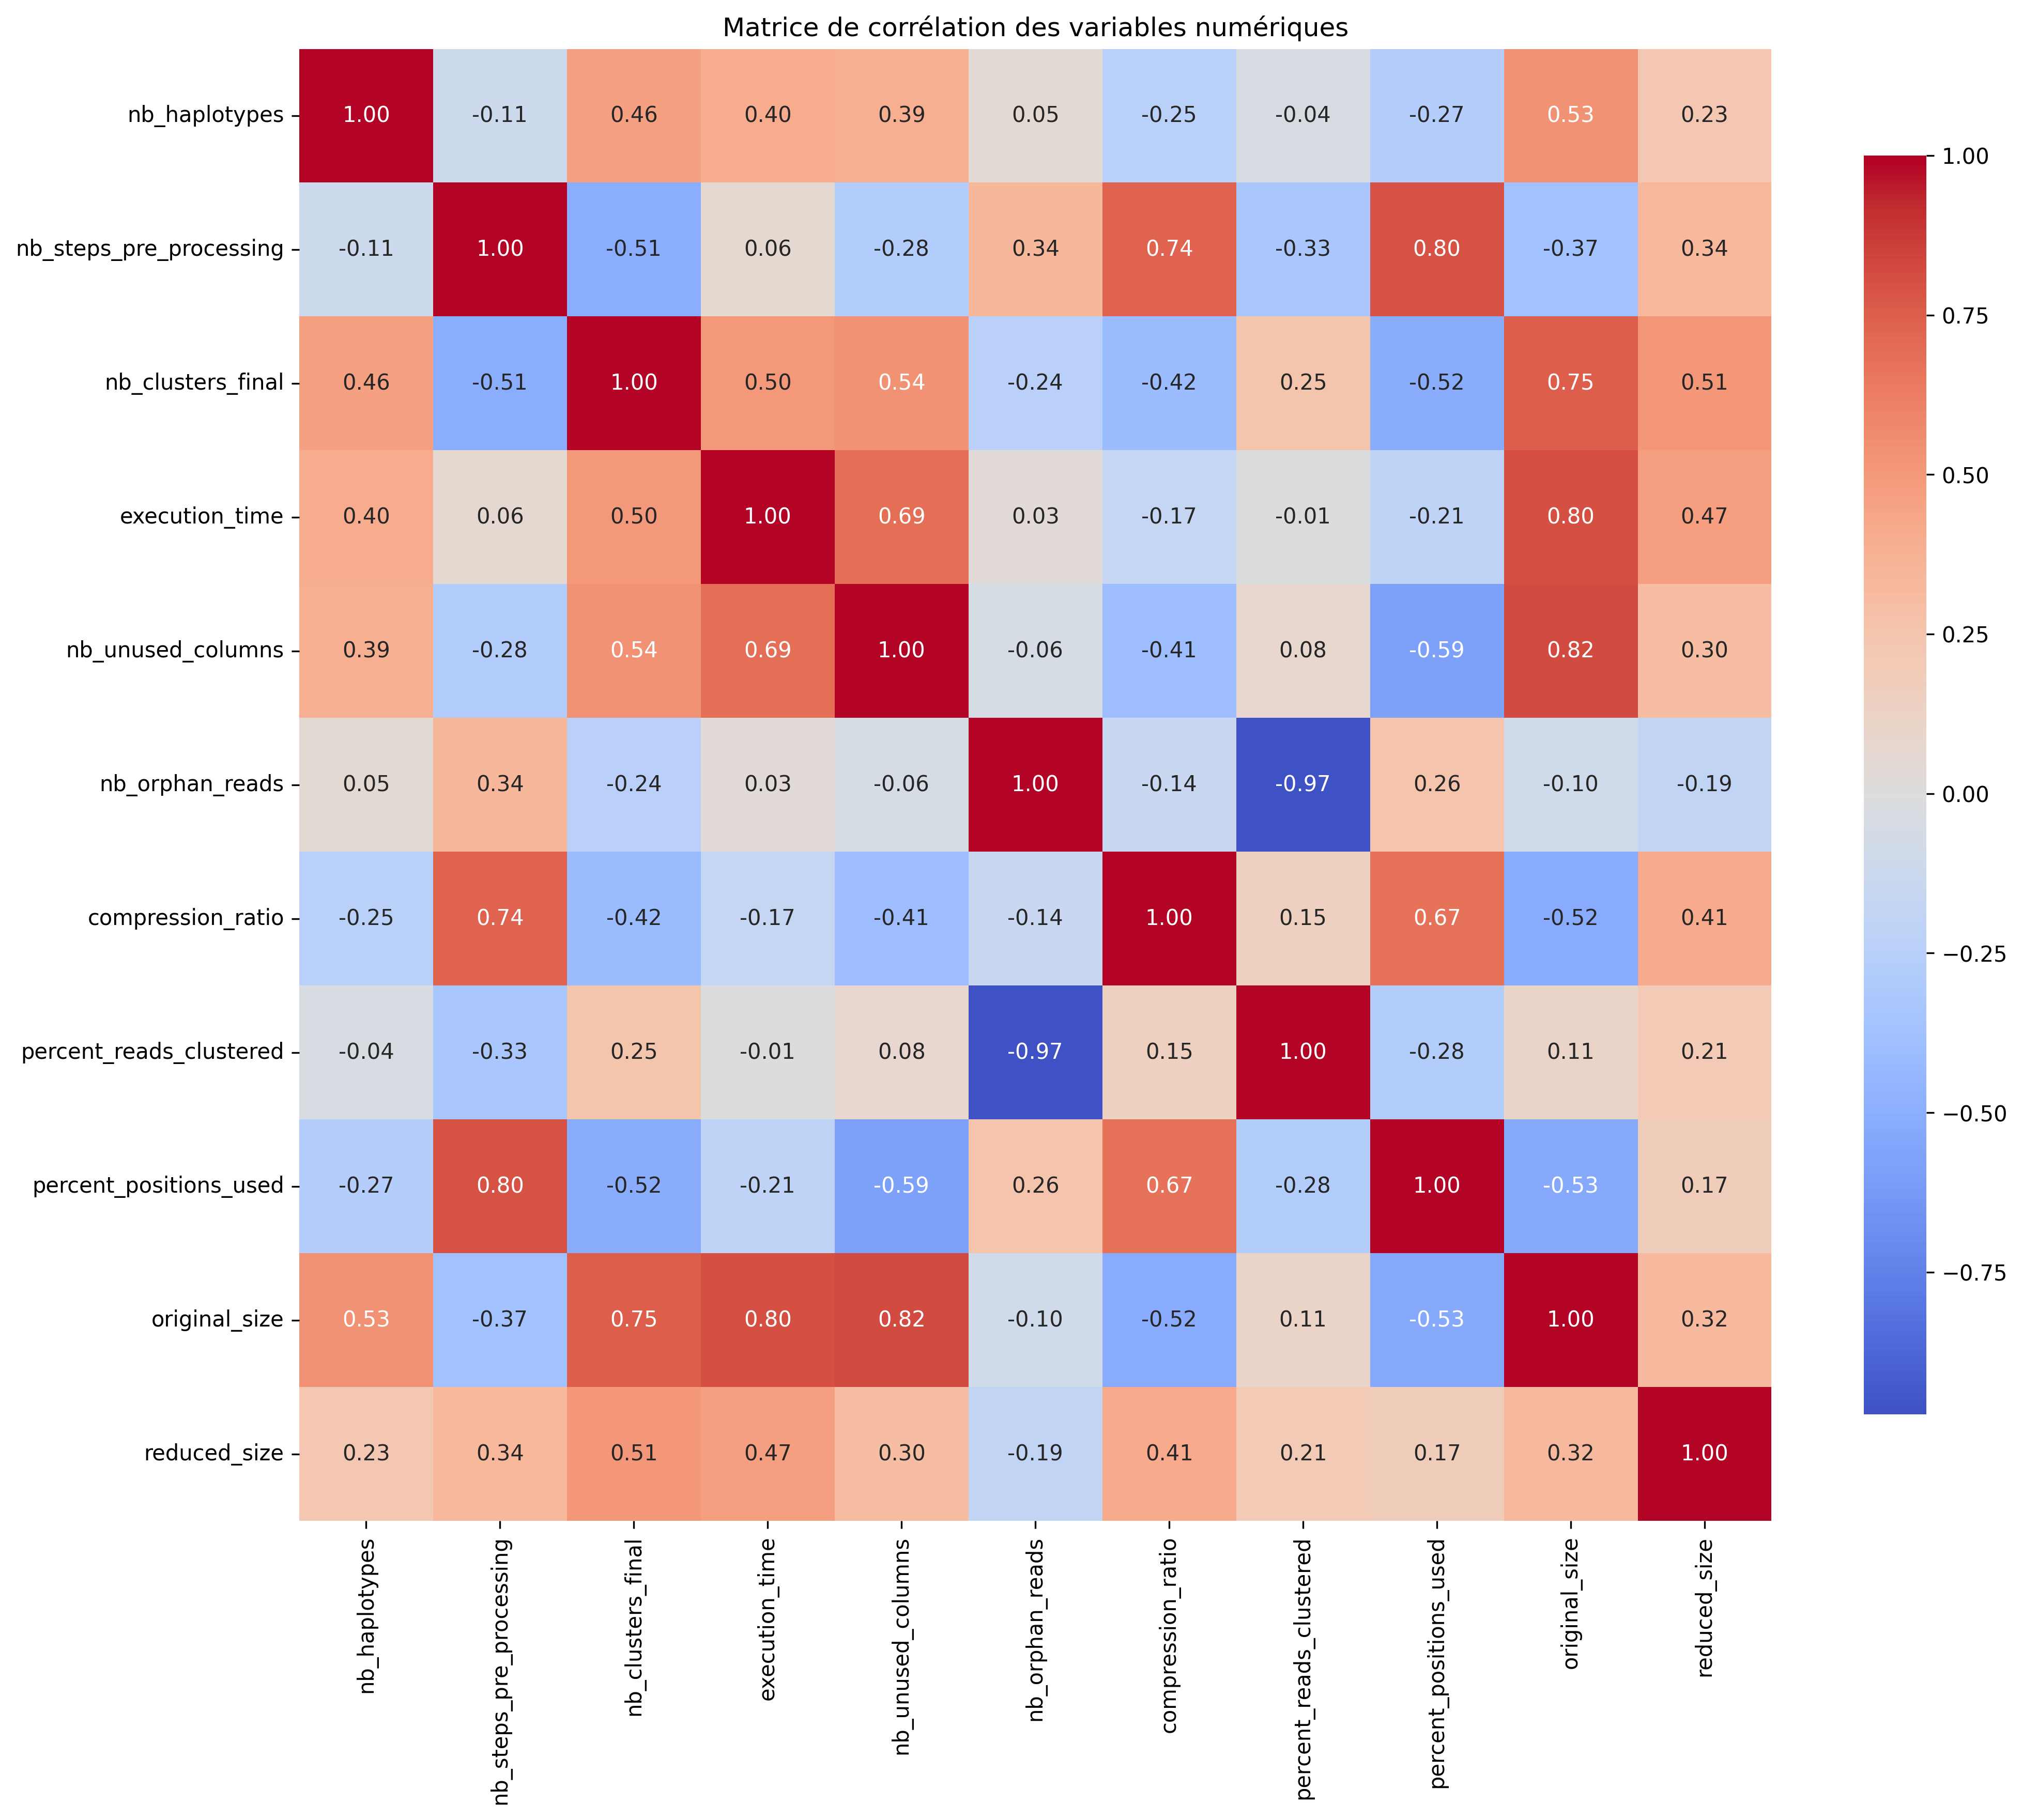 Matrice de corrélation des variables numériques
nb_haplotypes 1.00 -0.11 0.46 0.40 0.39 0.05 -0.25 -0.04 -0.27 0.53 0.23
nb_steps_pre_processing -0.11 1.00 -0.51 0.06 -0.28 0.34 0.74 -0.33 0.80 -0.37 0.34
nb_clusters_final 0.46 -0.51 1.00 0.50 0.54 -0.24 -0.42 0.25 -0.52 0.75 0.51
execution_time 0.40 0.06 0.50 1.00 0.69 0.03 -0.17 -0.01 -0.21 0.80 0.47
nb_unused_columns 0.39 -0.28 0.54 0.69 1.00 -0.06 -0.41 0.08 -0.59 0.82 0.30
nb_orphan_reads 0.05 0.34 -0.24 0.03 -0.06 1.00 -0.14 -0.97 0.26 -0.10 -0.19
compression_ratio -0.25 0.74 -0.42 -0.17 -0.41 -0.14 1.00 0.15 0.67 -0.52 0.41
percent_reads_clustered -0.04 -0.33 0.25 -0.01 0.08 -0.97 0.15 1.00 -0.28 0.11 0.21
percent_positions_used -0.27 0.80 -0.52 -0.21 -0.59 0.26 0.67 -0.28 1.00 -0.53 0.17
original_size 0.53 -0.37 0.75 0.80 0.82 -0.10 -0.52 0.11 -0.53 1.00 0.32
reduced_size 0.23 0.34 0.51 0.47 0.30 -0.19 0.41 0.21 0.17 0.32 1.00
nb_haplotypes
nb_steps_pre_processing
nb_clusters_final
execution_time
nb_unused_columns
nb_orphan_reads
compression_ratio
percent_reads_clustered
percent_positions_used
original_size
reduced_size
1.00
0.75
0.50
0.25
0.00
−0.25
−0.50
−0.75